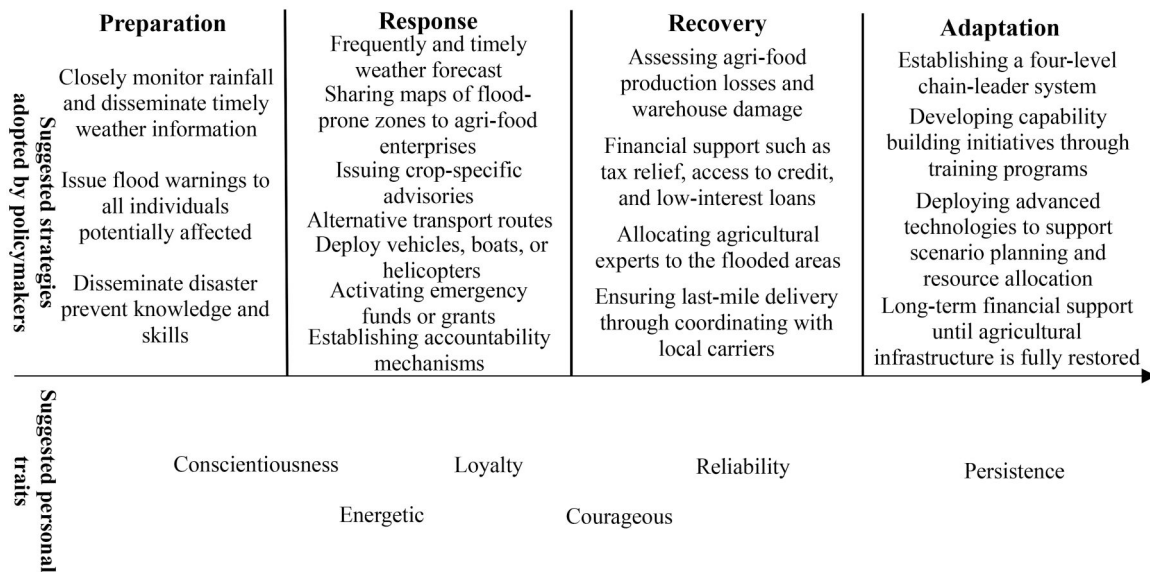 Preparation
Closely monitor rainfall
and disseminate timely
weather information
Issue flood warnings to
all individuals
potentially affected
Disseminate disaster
prevent knowledge and
skills
Response
Frequently and timely
weather forecast
Sharing maps of flood-
prone zones to agri-food
enterprises
Issuing crop-specific
advisories
Alternative transport routes
Deploy vehicles, boats, or
helicopters
Activating emergency
funds or grants
Establishing accountability
mechanisms
Recovery
Assessing agri-food
production losses and
warehouse damage
Financial support such as
tax relief, access to credit,
and low-interest loans
Allocating agricultural
experts to the flooded areas
Ensuring last-mile delivery
through coordinating with
local carriers
Adaptation
Establishing a four-level
chain-leader system
Developing capability
building initiatives through
training programs
Deploying advanced
technologies to support
scenario planning and
resource allocation
Long-term financial support
until agricultural
infrastructure is fully restored
Suggested strategies
adopted by policymakers
Suggested personal
traits
Conscientiousness
Loyalty
Reliability
Persistence
Energetic
Courageous